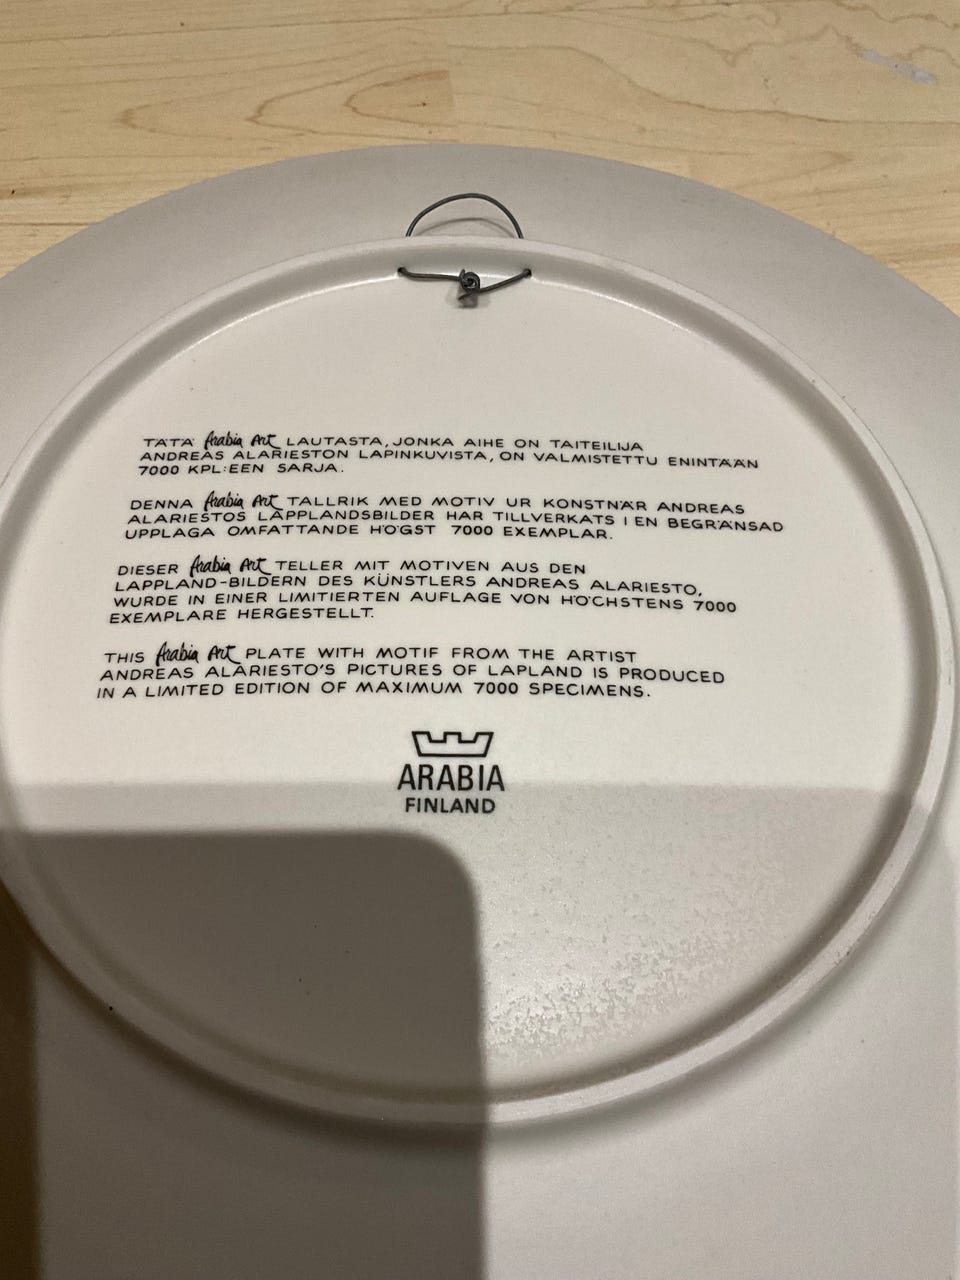 TÄTÄ Arabia Art LAUTASTA, JONKA AIHE ON TAITEILIJA
ANDREAS ALARIESTON LAPINKUVISTA, ON VALMISTETTU ENINTÄÄN
7000 KPL:EEN SARJA.
DENNA Arabia Art TALLRIK MED MOTIV UR KONSTNÄR ANDREAS
ALARIESTOS LAPPLANDSBILDER HAR TILLVERKATS I EN BEGRÄNSAD
UPPLAGA OMFATTANDE HÖGST 7000 EXEMPLAR.
DIESER Arabia Art TELLER MIT MOTIVEN AUS DEN
LAPPLAND-BILDERN DES KÜNSTLERS ANDREAS ALARIESTO,
WURDE IN EINER LIMITIERTEN AUFLAGE VON HÖCHSTENS 7000
EXEMPLARE HERGESTELLT.
THIS Arabia Art PLATE WITH MOTIF FROM THE ARTIST
ANDREAS ALARIESTO'S PICTURES OF LAPLAND IS PRODUCED
IN A LIMITED EDITION OF MAXIMUM 7000 SPECIMENS.
ARABIA
FINLAND